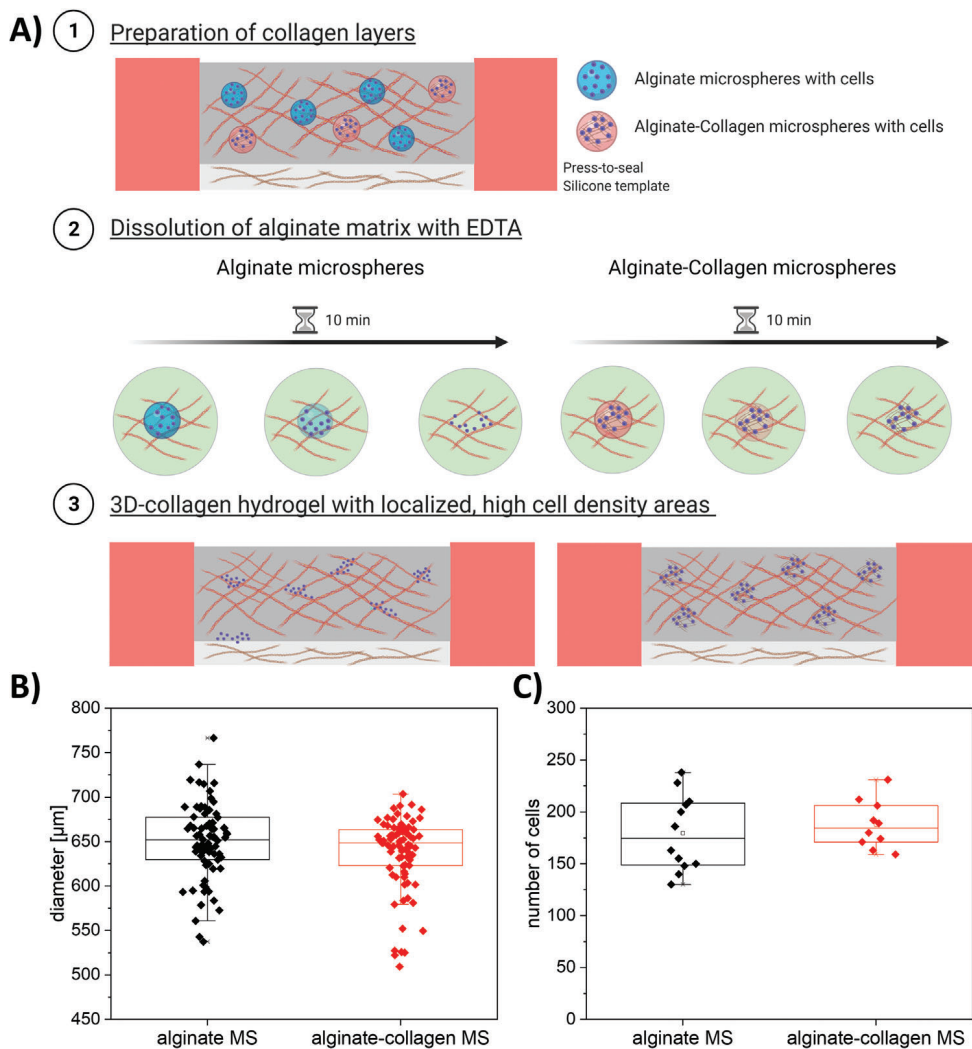 A) 1 Preparation of collagen layers
Alginate microspheres with cells
Alginate-Collagen microspheres with cells
Press-to-seal
Silicone template
2 Dissolution of alginate matrix with EDTA
Alginate microspheres
Alginate-Collagen microspheres
10 min
10 min
3 3D-collagen hydrogel with localized, high cell density areas
B)
800
750
700
650
600
550
500
450
diameter [µm]
alginate MS
alginate-collagen MS
C)
300
250
200
150
100
50
0
number of cells
alginate MS
alginate-collagen MS